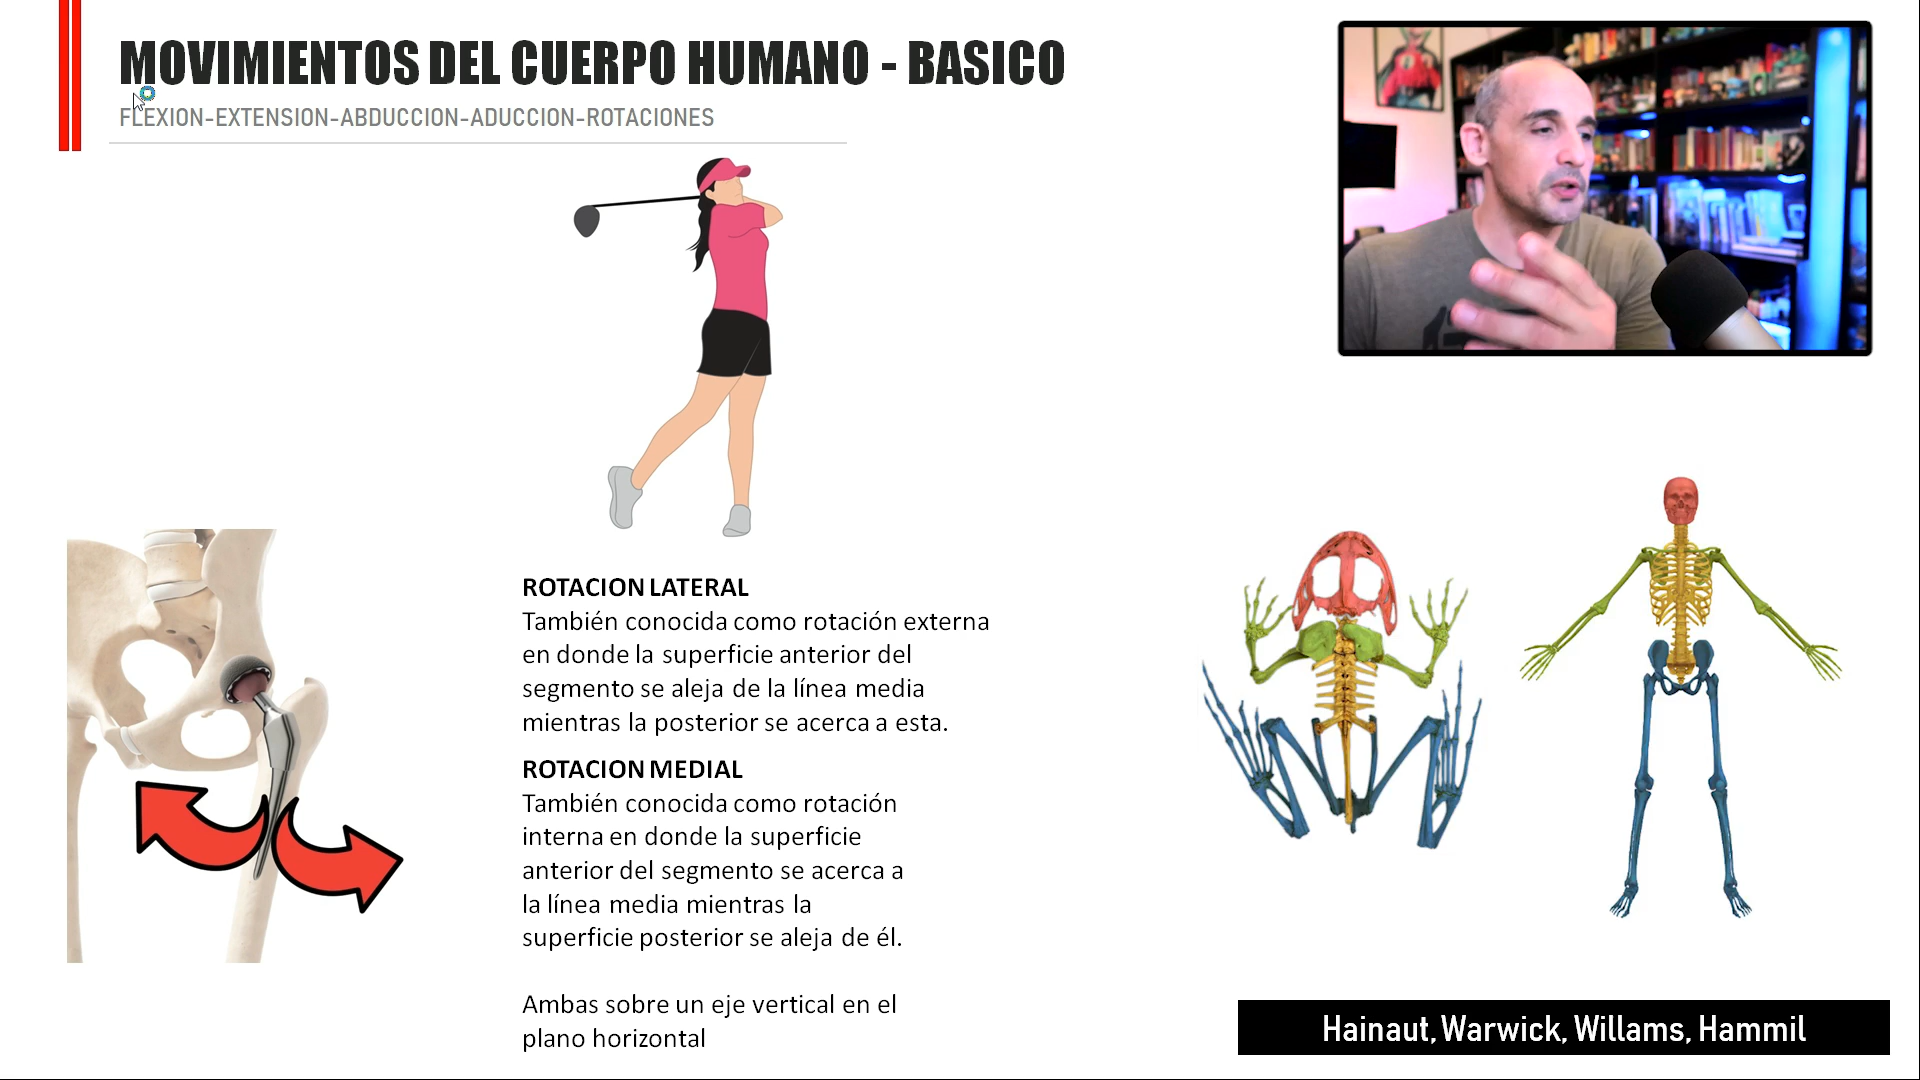 MOVIMIENTOS DEL CUERPO HUMANO - BASICO
FLEXION-EXTENSION-ABDUCCION-ADUCCION-ROTACIONES
ROTACION LATERAL
También conocida como rotación externa
en donde la superficie anterior del
segmento se aleja de la línea media
mientras la posterior se acerca a esta.
ROTACION MEDIAL
También conocida como rotación
interna en donde la superficie
anterior del segmento se acerca a
la línea media mientras la
superficie posterior se aleja de él.
Ambas sobre un eje vertical en el
plano horizontal
Hainaut, Warwick, Willams, Hammil